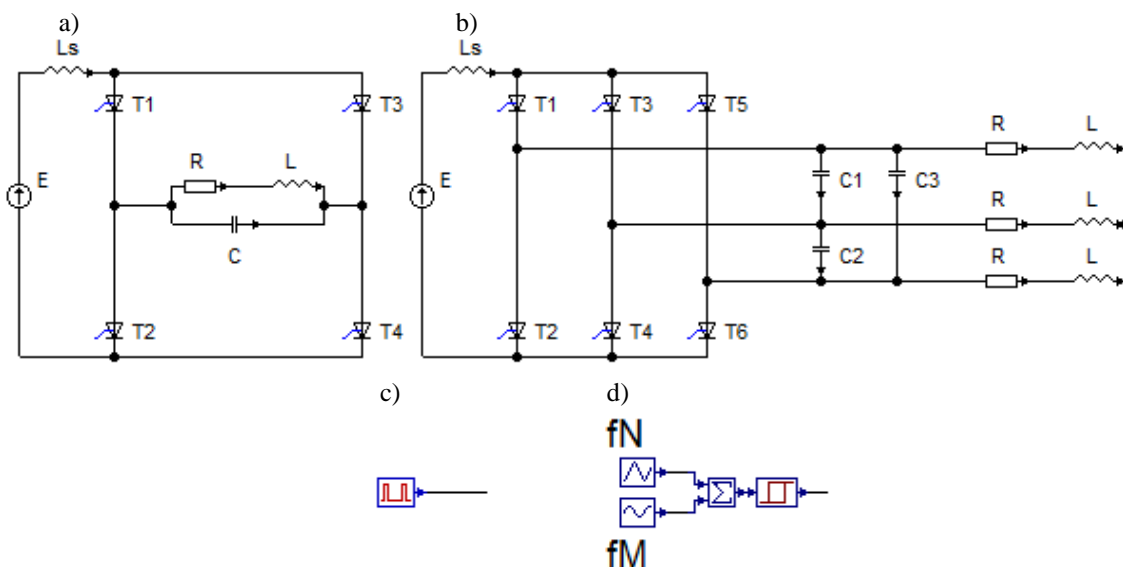 a) b)
Ls Ls
T1 T3 T1 T3 T5
R L R L
E C E C1 C3
R L
C2
R L
T2 T4 T2 T4 T6
c) d)
fN
Σ
fM